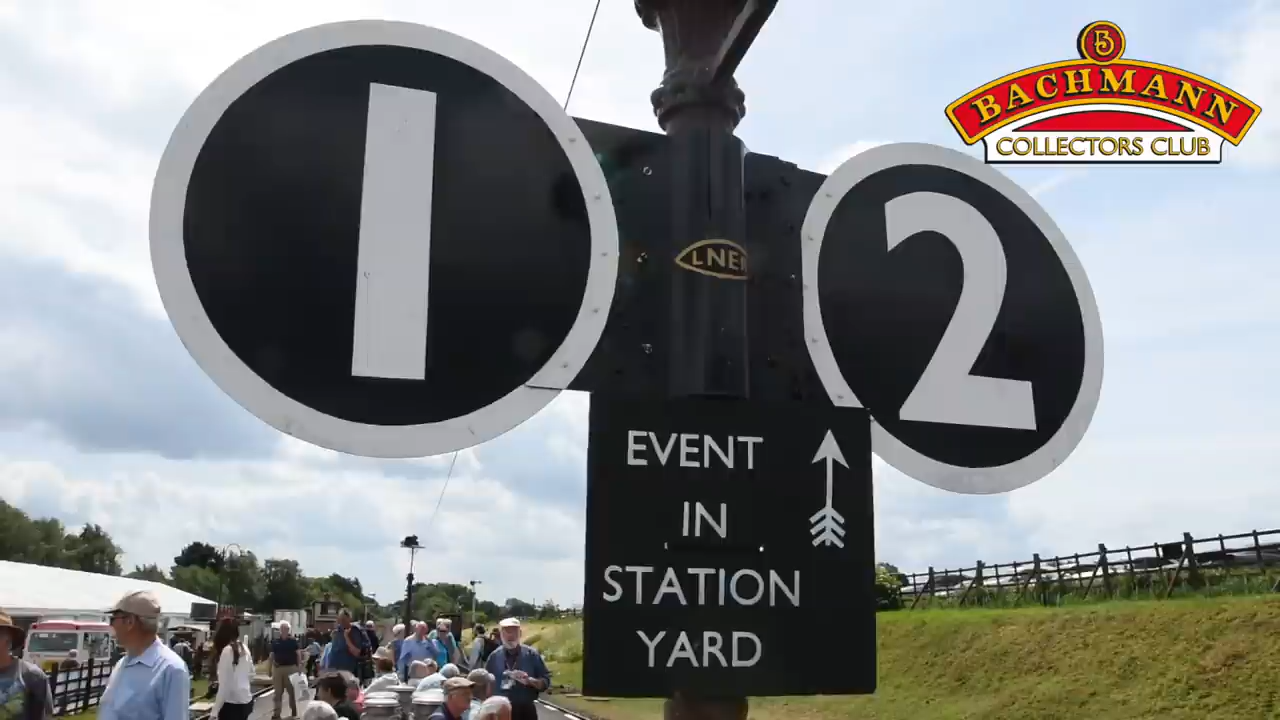 1
2
B
BACHMANN
COLLECTORS CLUB
LNER
EVENT
IN
STATION
YARD